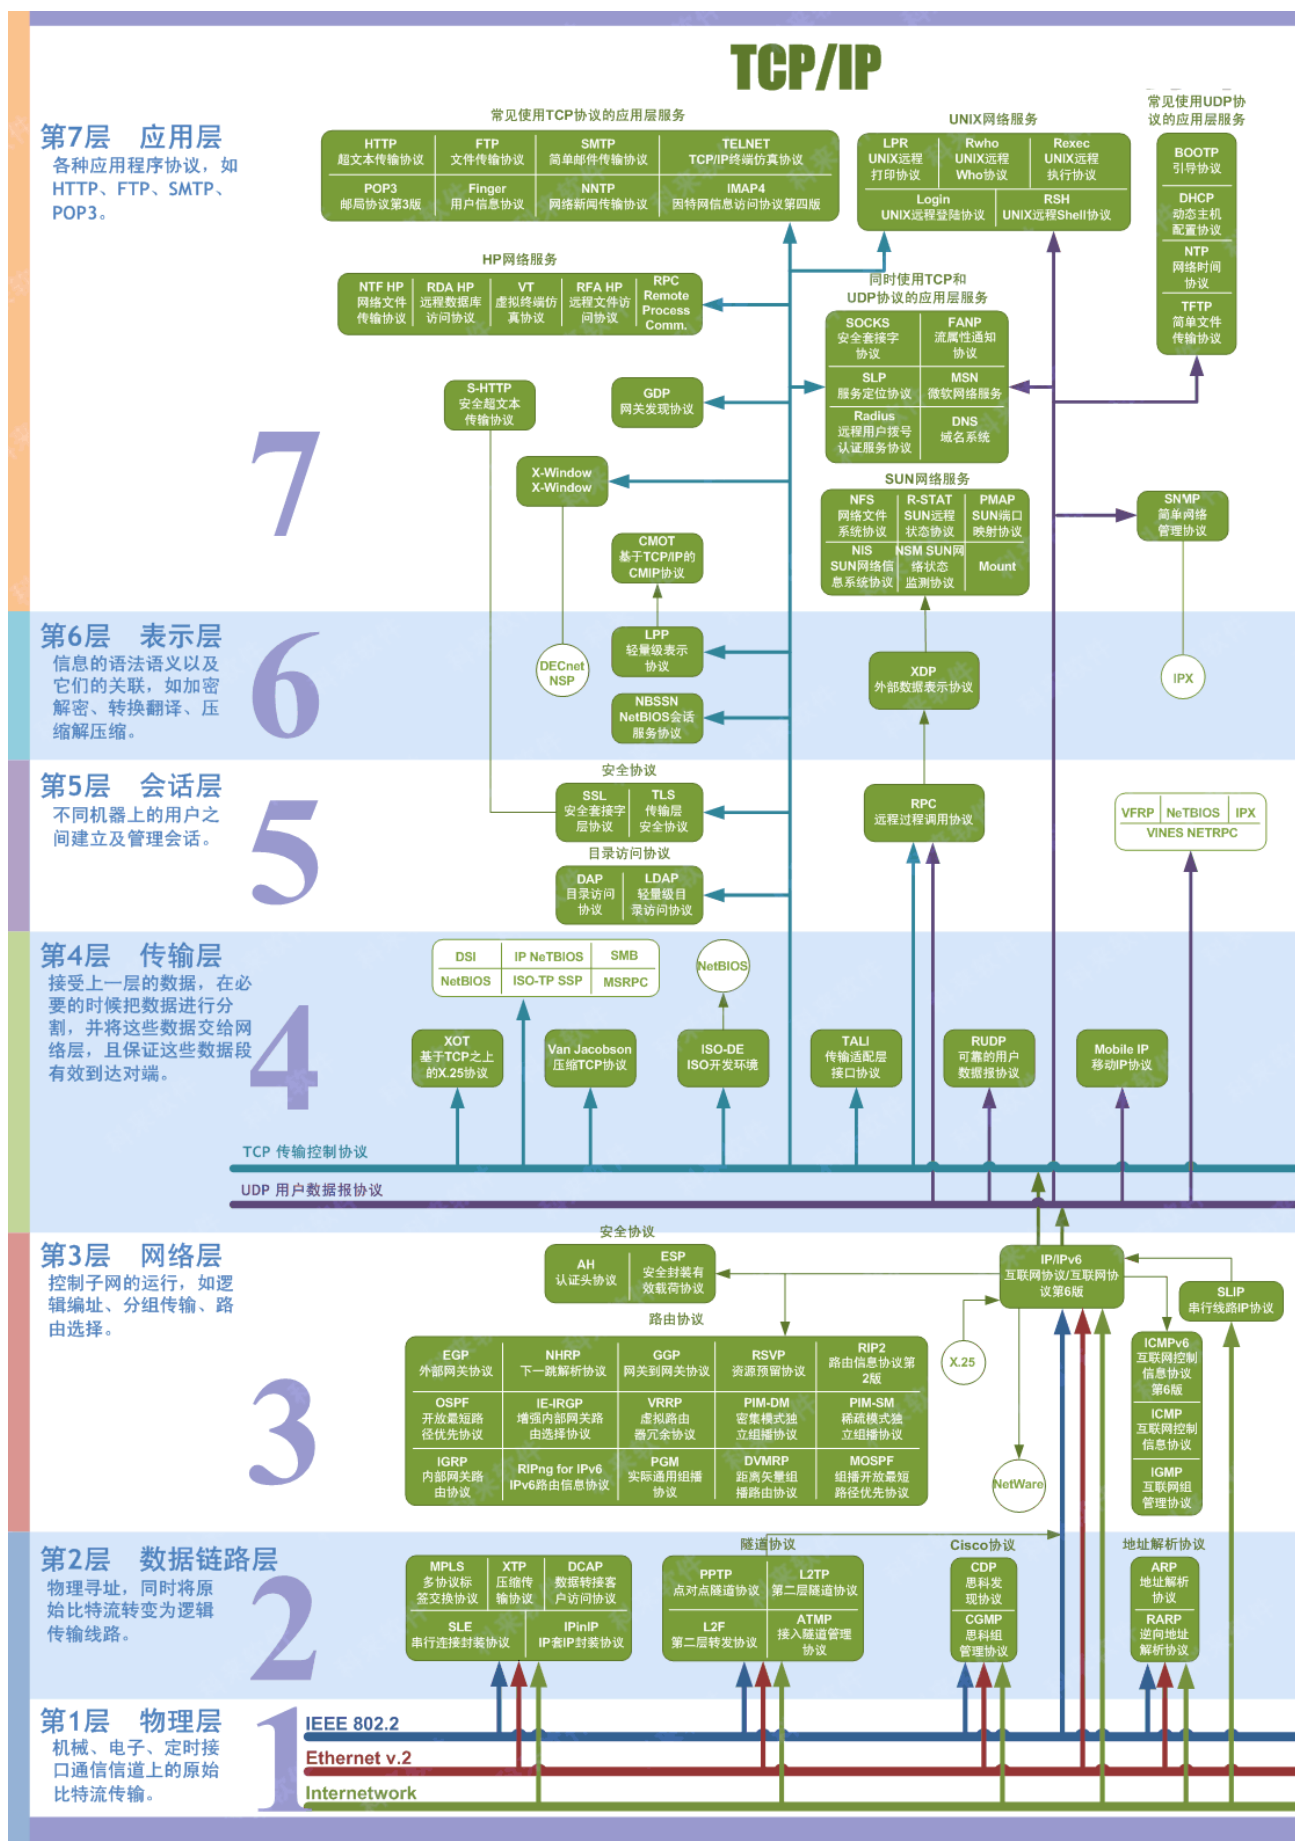 TCP/IP
第7层 应用层
各种应用程序协议，如
HTTP、FTP、SMTP、
POP3。
常见使用TCP协议的应用层服务
HTTP
超文本传输协议
FTP
文件传输协议
SMTP
简单邮件传输协议
TELNET
TCP/IP终端仿真协议
POP3
邮局协议第3版
Finger
用户信息协议
NNTP
网络新闻传输协议
IMAP4
因特网信息访问协议第四版
UNIX网络服务
LPR
UNIX远程
打印协议
Rwho
UNIX远程
Who协议
Rexec
UNIX远程
执行协议
Login
UNIX远程登陆协议
RSH
UNIX远程Shell协议
常见使用UDP协
议的应用层服务
BOOTP
引导协议
DHCP
动态主机
配置协议
NTP
网络时间
协议
TFTP
简单文件
传输协议
HP网络服务
NTF HP
网络文件
传输协议
RDA HP
远程数据库
访问协议
VT
虚拟终端仿
真协议
RFA HP
远程文件访
问协议
RPC
Remote
Process
Comm.
同时使用TCP和
UDP协议的应用层服务
SOCKS
安全套接字
协议
FANP
流属性通知
协议
SLP
服务定位协议
MSN
微软网络服务
Radius
远程用户拨号
认证服务协议
DNS
域名系统
S-HTTP
安全超文本
传输协议
GDP
网关发现协议
7
X-Window
X-Window
SUN网络服务
NFS
网络文件
系统协议
R-STAT
SUN远程
状态协议
PMAP
SUN端口
映射协议
NIS
SUN网络信
息系统协议
NSM SUN网
络状态
监测协议
Mount
SNMP
简单网络
管理协议
CMOT
基于TCP/IP的
CMIP协议
第6层 表示层
信息的语法语义以及
它们的关联，如加密
解密、转换翻译、压
缩解压缩。
6
DECnet
NSP
LPP
轻量级表示
协议
XDP
外部数据表示协议
IPX
NBSSN
NetBIOS会话
服务协议
第5层 会话层
不同机器上的用户之
间建立及管理会话。
5
安全协议
SSL
安全套接字
层协议
TLS
传输层
安全协议
RPC
远程过程调用协议
VFRP
NeTBIOS
IPX
VINES NETRPC
目录访问协议
DAP
目录访问
协议
LDAP
轻量级目
录访问协议
第4层 传输层
接受上一层的数据，在必
要的时候把数据进行分
割，并将这些数据交给网
络层，且保证这些数据段
有效到达对端。
4
DSI
IP NeTBIOS
SMB
NetBIOS
ISO-TP SSP
MSRPC
NetBIOS
XOT
基于TCP之上
的X.25协议
Van Jacobson
压缩TCP协议
ISO-DE
ISO开发环境
TALI
传输适配层
接口协议
RUDP
可靠的用户
数据报协议
Mobile IP
移动IP协议
TCP 传输控制协议
UDP 用户数据报协议
第3层 网络层
控制子网的运行，如逻
辑编址、分组传输、路
由选择。
3
安全协议
AH
认证头协议
ESP
安全封装有
效载荷协议
IP/IPv6
互联网协议/互联网协
议第6版
SLIP
串行线路IP协议
路由协议
EGP
外部网关协议
NHRP
下一跳解析协议
GGP
网关到网关协议
RSVP
资源预留协议
RIP2
路由信息协议第
2版
OSPF
开放最短路
径优先协议
IE-IRGP
增强内部网关路
由选择协议
VRRP
虚拟路由
器冗余协议
PIM-DM
密集模式独
立组播协议
PIM-SM
稀疏模式独
立组播协议
IGRP
内部网关路
由协议
RIPng for IPv6
IPv6路由信息协议
PGM
实际通用组播
协议
DVMRP
距离矢量组
播路由协议
MOSPF
组播开放最短
路径优先协议
X.25
NetWare
ICMPv6
互联网控制
信息协议
第6版
ICMP
互联网控制
信息协议
IGMP
互联网组
管理协议
第2层 数据链路层
物理寻址，同时将原
始比特流转变为逻辑
传输线路。
2
MPLS
多协议标
签交换协议
XTP
压缩传
输协议
DCAP
数据转接客
户访问协议
SLE
串行连接封装协议
IPinIP
IP套IP封装协议
隧道协议
PPTP
点对点隧道协议
L2TP
第二层隧道协议
L2F
第二层转发协议
ATMP
接入隧道管理
协议
Cisco协议
CDP
思科发
现协议
CGMP
思科组
管理协议
地址解析协议
ARP
地址解析
协议
RARP
逆向地址
解析协议
第1层 物理层
机械、电子、定时接
口通信信道上的原始
比特流传输。
1
IEEE 802.2
Ethernet v.2
Internetwork